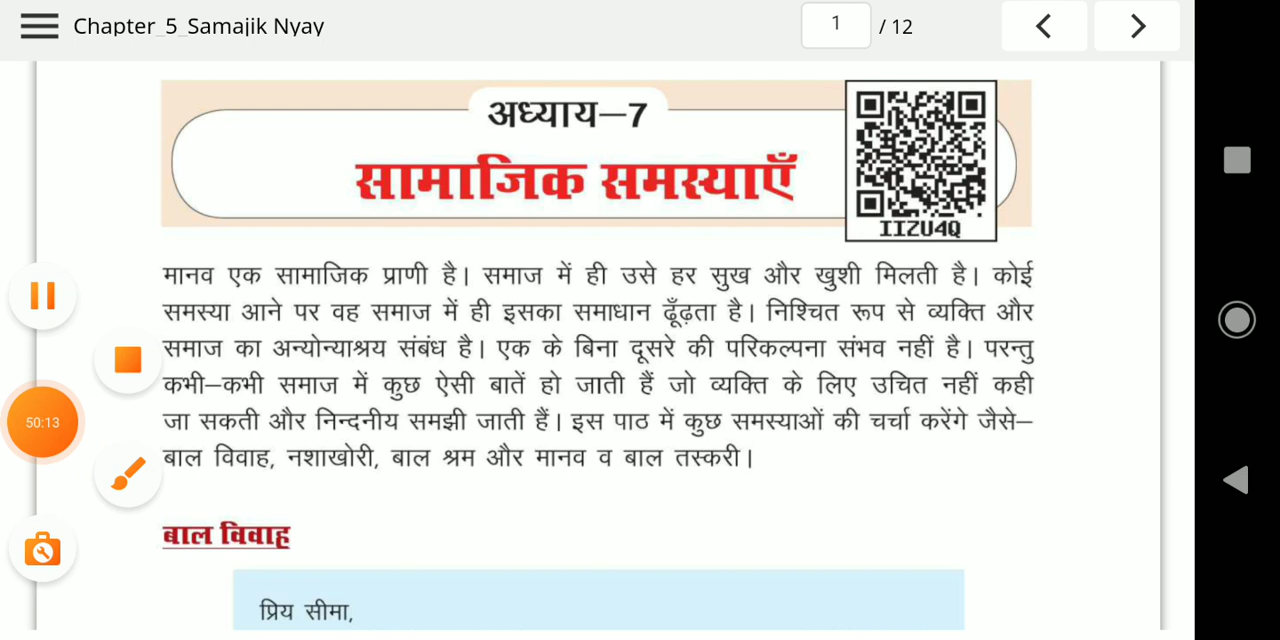 Chapter_5_Samajik Nyay
1 / 12
अध्याय–7
सामाजिक समस्याएँ
IIZU4Q
मानव एक सामाजिक प्राणी है। समाज में ही उसे हर सुख और खुशी मिलती है। कोई
समस्या आने पर वह समाज में ही इसका समाधान ढूँढ़ता है। निश्चित रूप से व्यक्ति और
समाज का अन्योन्याश्रय संबंध है। एक के बिना दूसरे की परिकल्पना संभव नहीं है। परन्तु
कभी–कभी समाज में कुछ ऐसी बातें हो जाती हैं जो व्यक्ति के लिए उचित नहीं कही
जा सकती और निन्दनीय समझी जाती हैं। इस पाठ में कुछ समस्याओं की चर्चा करेंगे जैसे–
बाल विवाह, नशाखोरी, बाल श्रम और मानव व बाल तस्करी।
50:13
बाल विवाह
प्रिय सीमा,